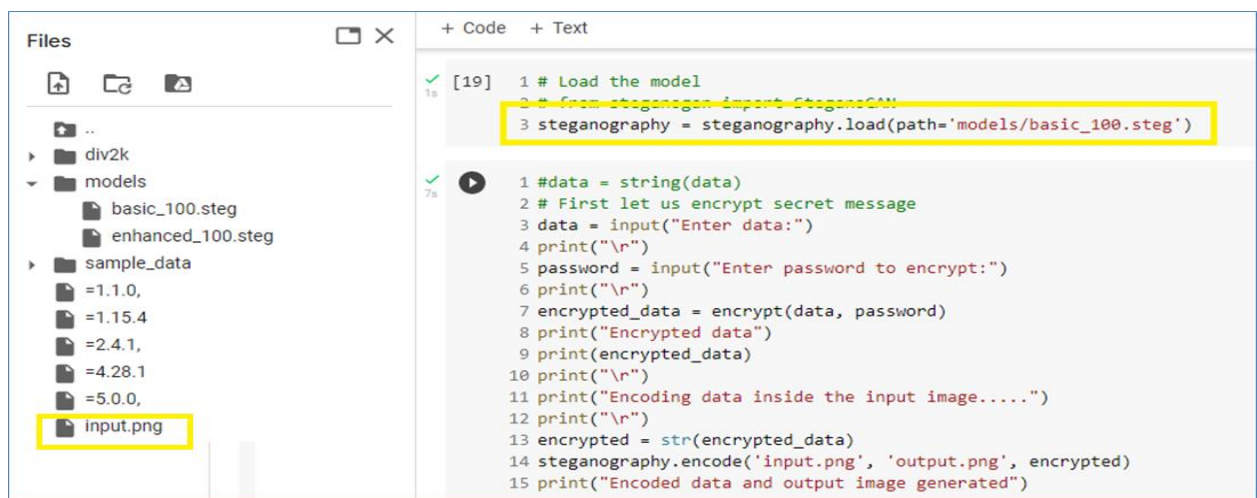 Files
..
div2k
models
basic_100.steg
enhanced_100.steg
sample_data
=1.1.0,
=1.15.4
=2.4.1,
=4.28.1
=5.0.0,
input.png
+ Code + Text
[19] 1 # Load the model
1s
2 # from steganogan import SteganoGAN
3 steganography = steganography.load(path='models/basic_100.steg')
7s
1 #data = string(data)
2 # First let us encrypt secret message
3 data = input("Enter data:")
4 print("\r")
5 password = input("Enter password to encrypt:")
6 print("\r")
7 encrypted_data = encrypt(data, password)
8 print("Encrypted data")
9 print(encrypted_data)
10 print("\r")
11 print("Encoding data inside the input image.....")
12 print("\r")
13 encrypted = str(encrypted_data)
14 steganography.encode('input.png', 'output.png', encrypted)
15 print("Encoded data and output image generated")